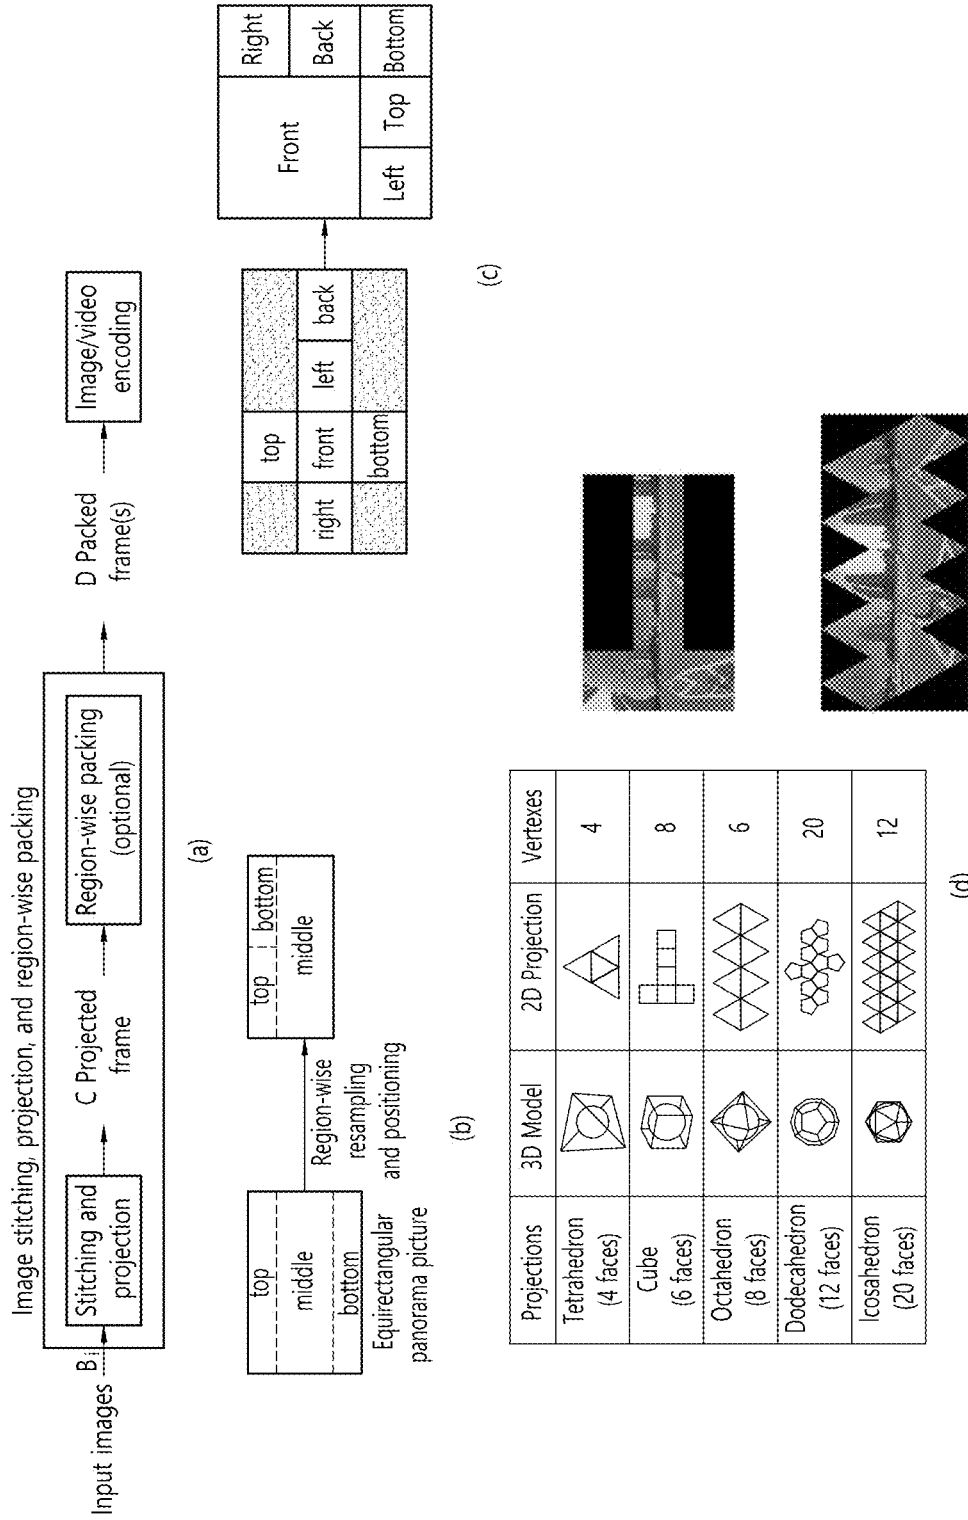 Image stitching, projection, and region-wise packing
Input images
Bi
Stitching and
projection
C Projected
frame
Region-wise packing
(optional)
D Packed
frame(s)
Image/video
encoding
(a)
top
middle
bottom
Equirectangular
panorama picture
Region-wise
resampling
and positioning
top
bottom
middle
(b)
top
right
front
left
back
bottom
Front
Right
Back
Left
Top
Bottom
(c)
Projections
3D Model
2D Projection
Vertexes
Tetrahedron
(4 faces)
4
Cube
(6 faces)
8
Octahedron
(8 faces)
6
Dodecahedron
(12 faces)
20
Icosahedron
(20 faces)
12
(d)